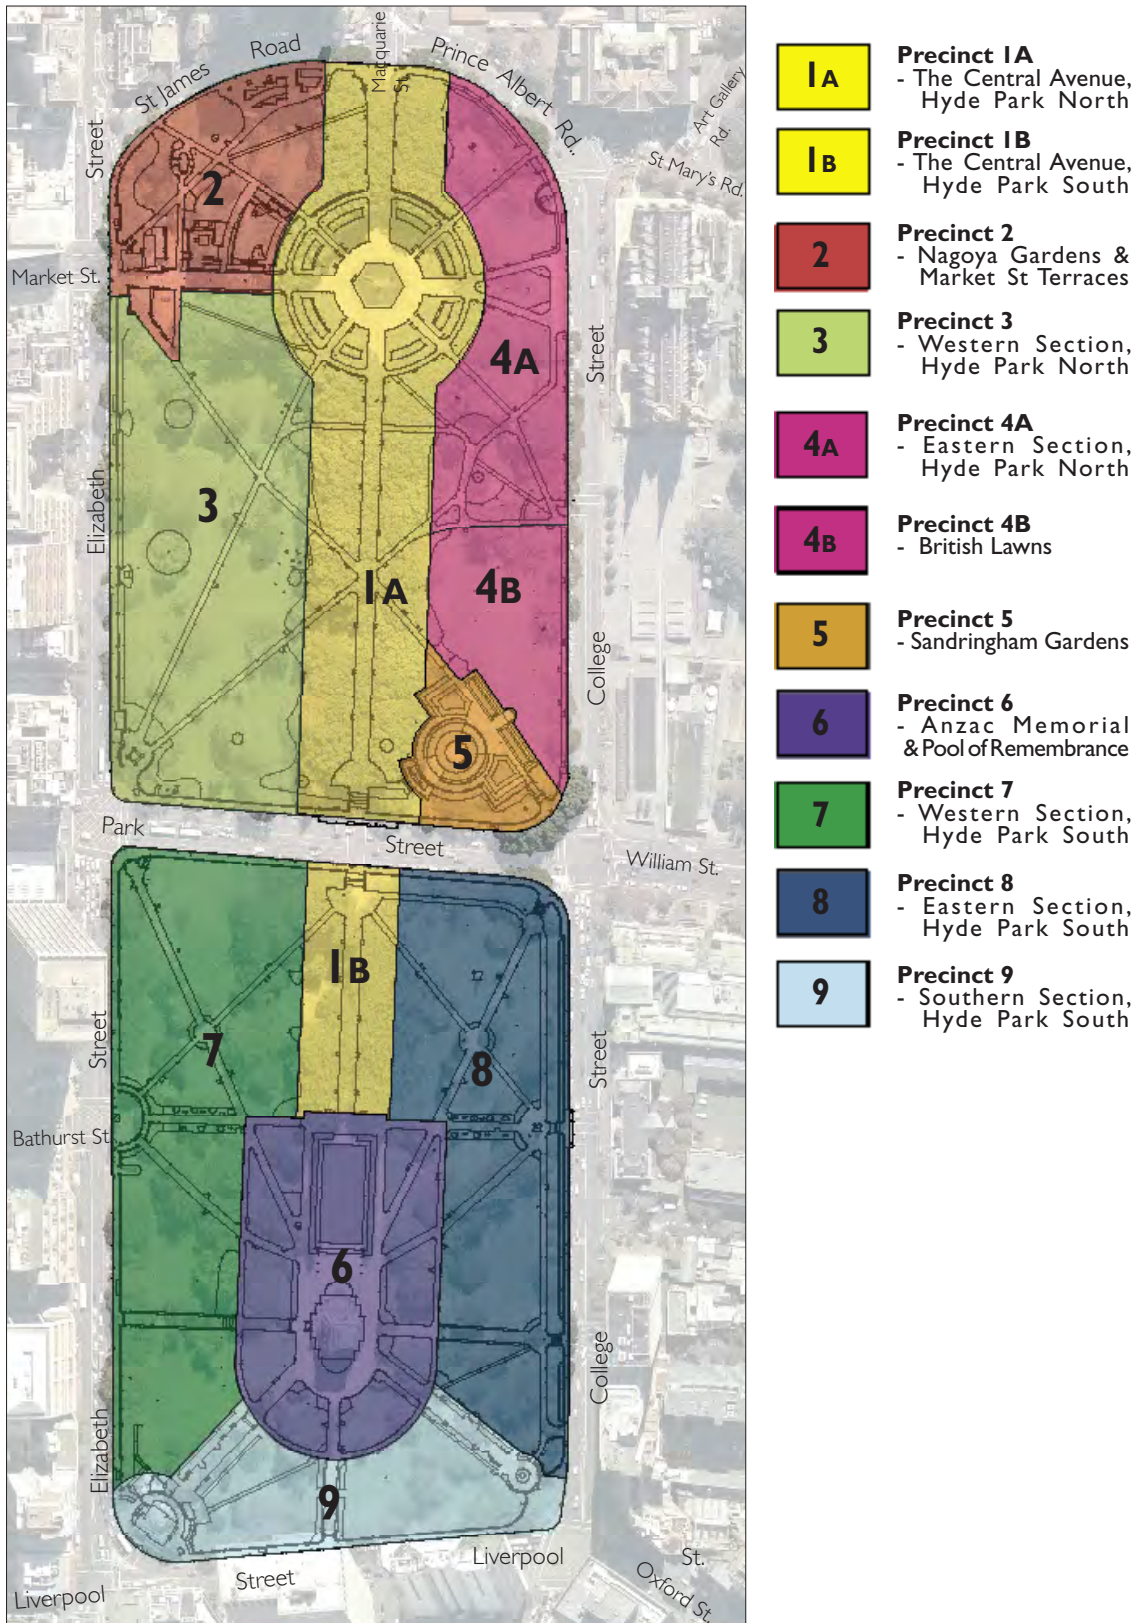 St James
Road
Macquarie
St.
Prince Albert Rd..
Art Gallery
Rd.
St Mary's Rd.
Street
2
Market St.
4A
Street
3
Elizabeth
1A
4B
College
5
Park
Street
William St.
1B
Street
7
8
Street
Bathurst St.
6
College
Elizabeth
9
Liverpool
Street
Liverpool
St.
Oxford St.
1A
Precinct 1A
- The Central Avenue,
Hyde Park North
1B
Precinct 1B
- The Central Avenue,
Hyde Park South
2
Precinct 2
- Nagoya Gardens &
Market St Terraces
3
Precinct 3
- Western Section,
Hyde Park North
4A
Precinct 4A
- Eastern Section,
Hyde Park North
4B
Precinct 4B
- British Lawns
5
Precinct 5
- Sandringham Gardens
6
Precinct 6
- Anzac Memorial
& Pool of Remembrance
7
Precinct 7
- Western Section,
Hyde Park South
8
Precinct 8
- Eastern Section,
Hyde Park South
9
Precinct 9
- Southern Section,
Hyde Park South